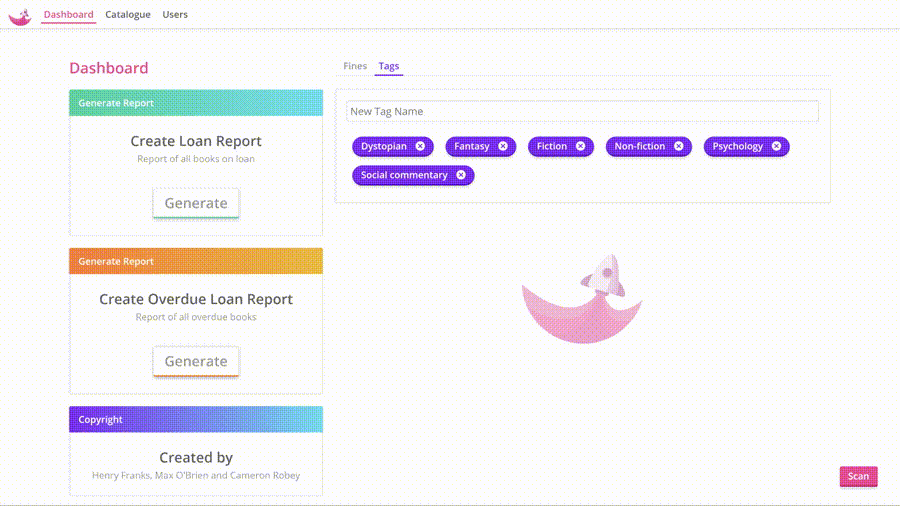 Dashboard Catalogue Users
Dashboard
Generate Report
Create Loan Report
Report of all books on loan
Generate
Generate Report
Create Overdue Loan Report
Report of all overdue books
Generate
Copyright
Created by
Henry Franks, Max O'Brien and Cameron Robey
Fines Tags
New Tag Name
Dystopian Fantasy Fiction Non-fiction Psychology
Social commentary
Scan